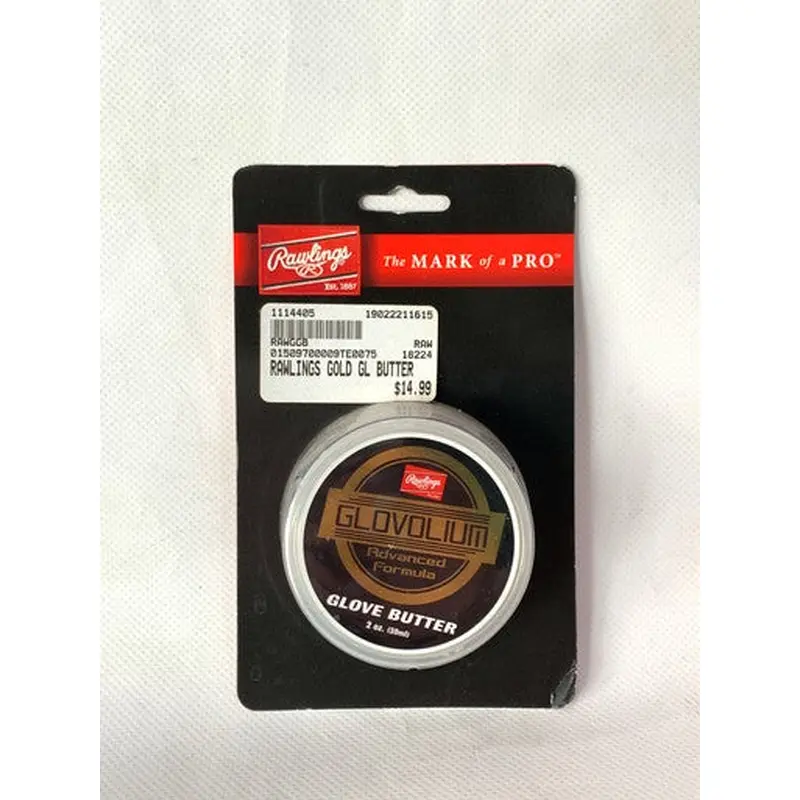 Rawlings
R
EST. 1887
The MARK of a PRO™
1114405 19022211615
RAWGGB RAW
01509700009TE0075 18224
RAWLINGS GOLD GL BUTTER
$14.99
Rawlings
GLOVOLIUM
Advanced
Formula
GLOVE BUTTER
2 oz. (59ml)